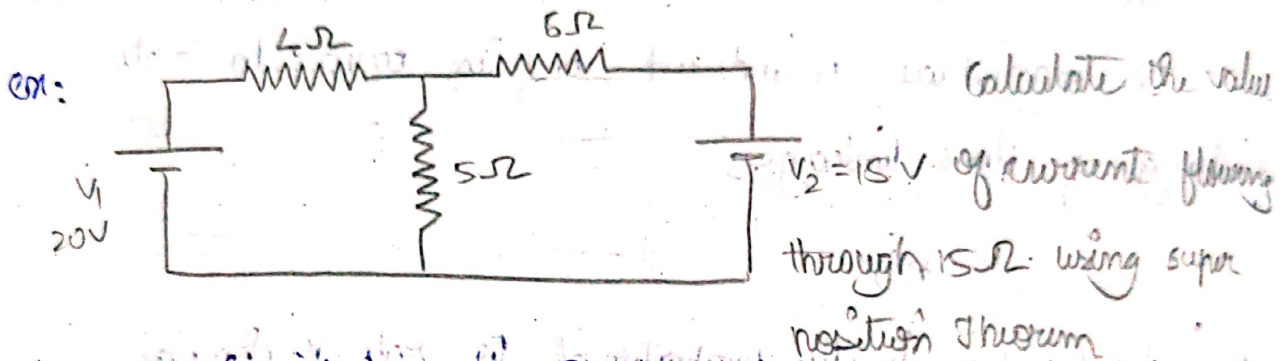 4Ω 6Ω
ex: Calculate the value
V₁ 5Ω V₂=15V of current flowing
20V through 15Ω using super
position Theorem